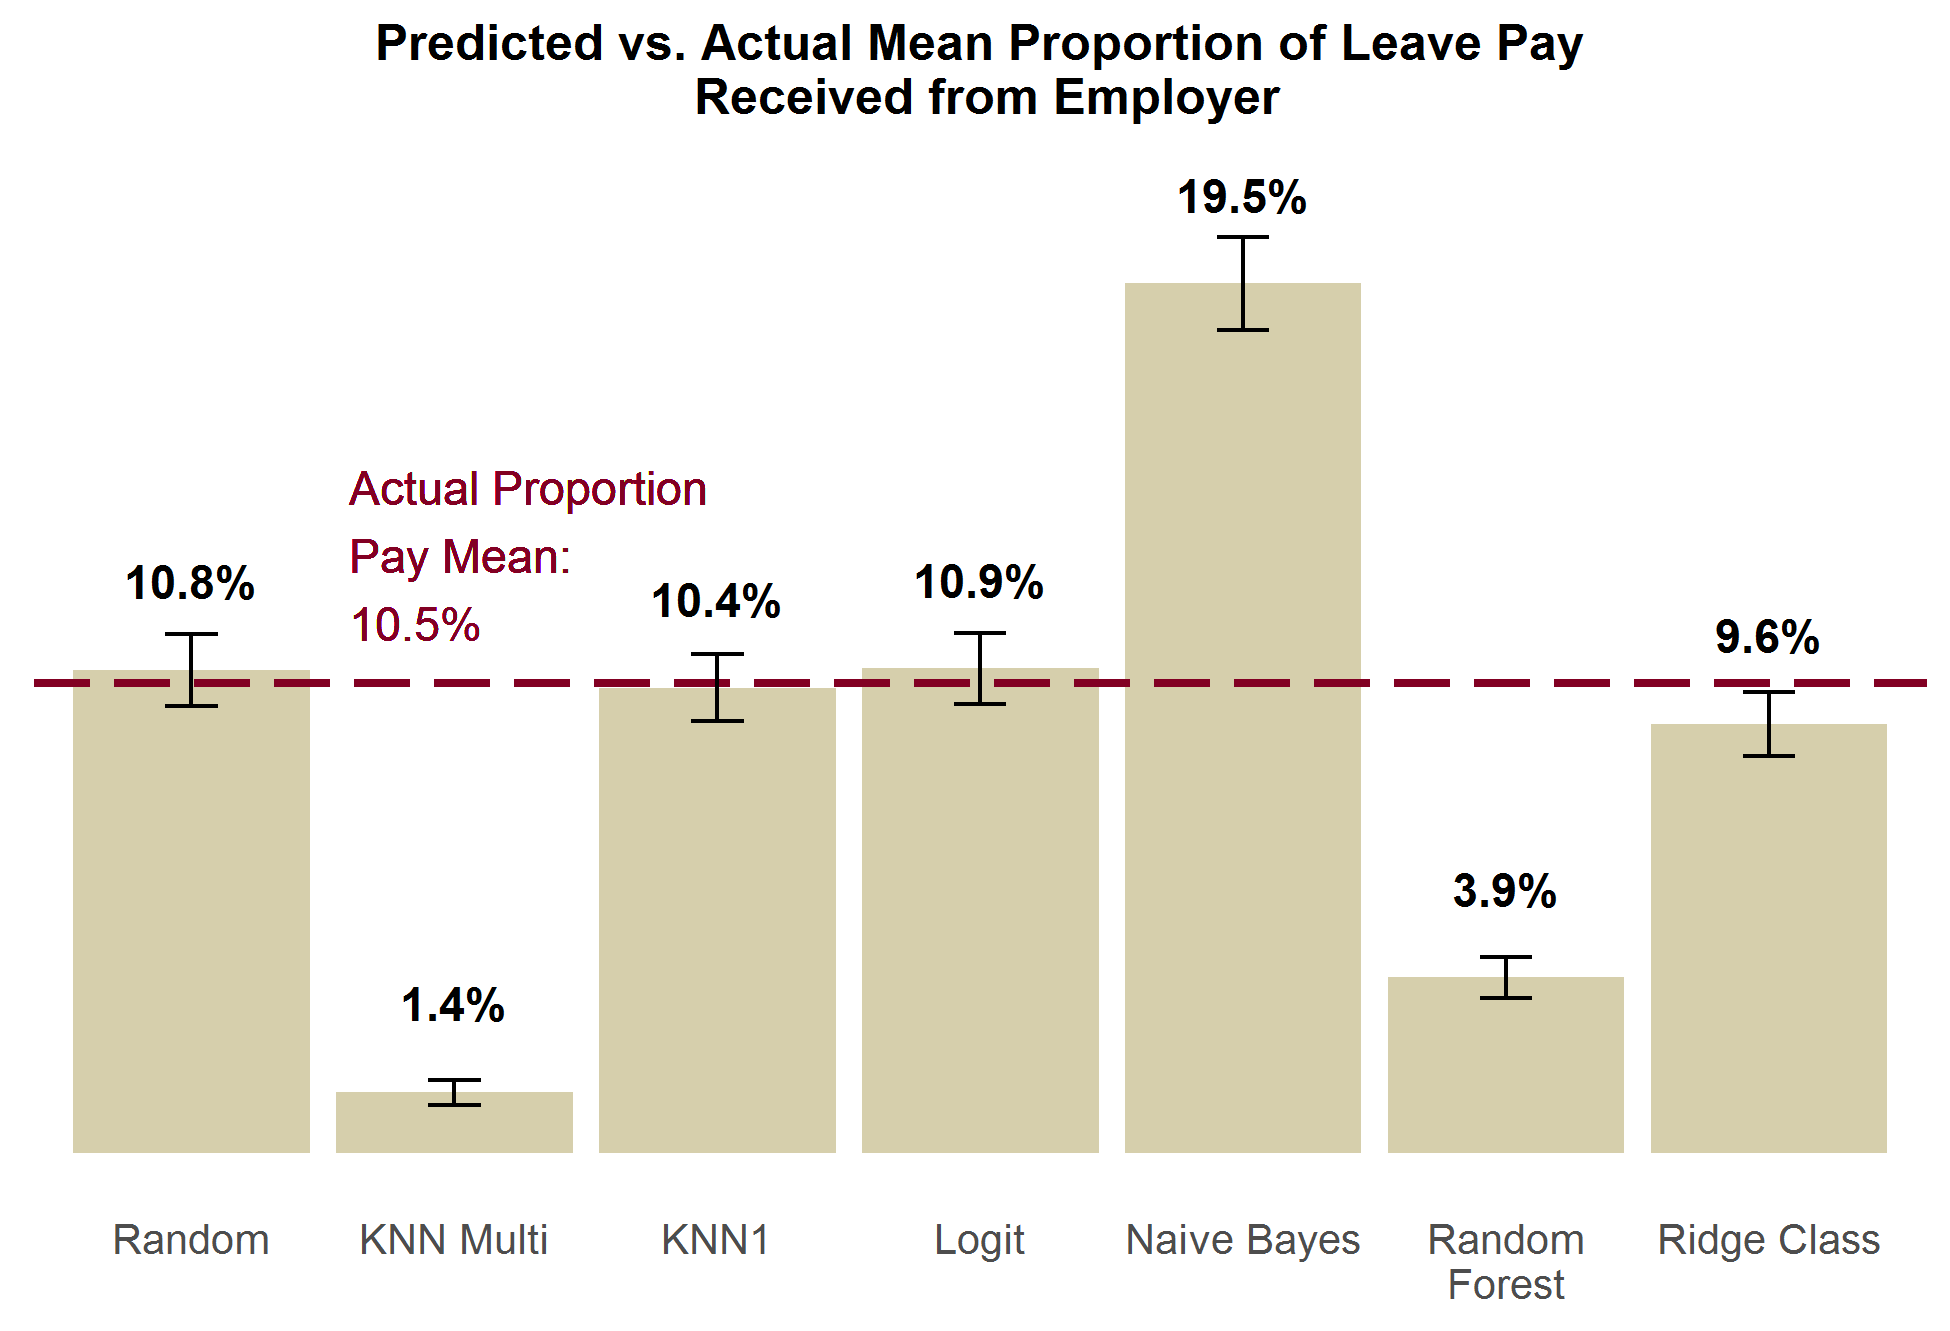 Predicted vs. Actual Mean Proportion of Leave Pay
Received from Employer
19.5%
Actual Proportion
Pay Mean:
10.5%
10.8%
10.4%
10.9%
9.6%
3.9%
1.4%
Random
KNN Multi
KNN1
Logit
Naive Bayes
Random
Forest
Ridge Class